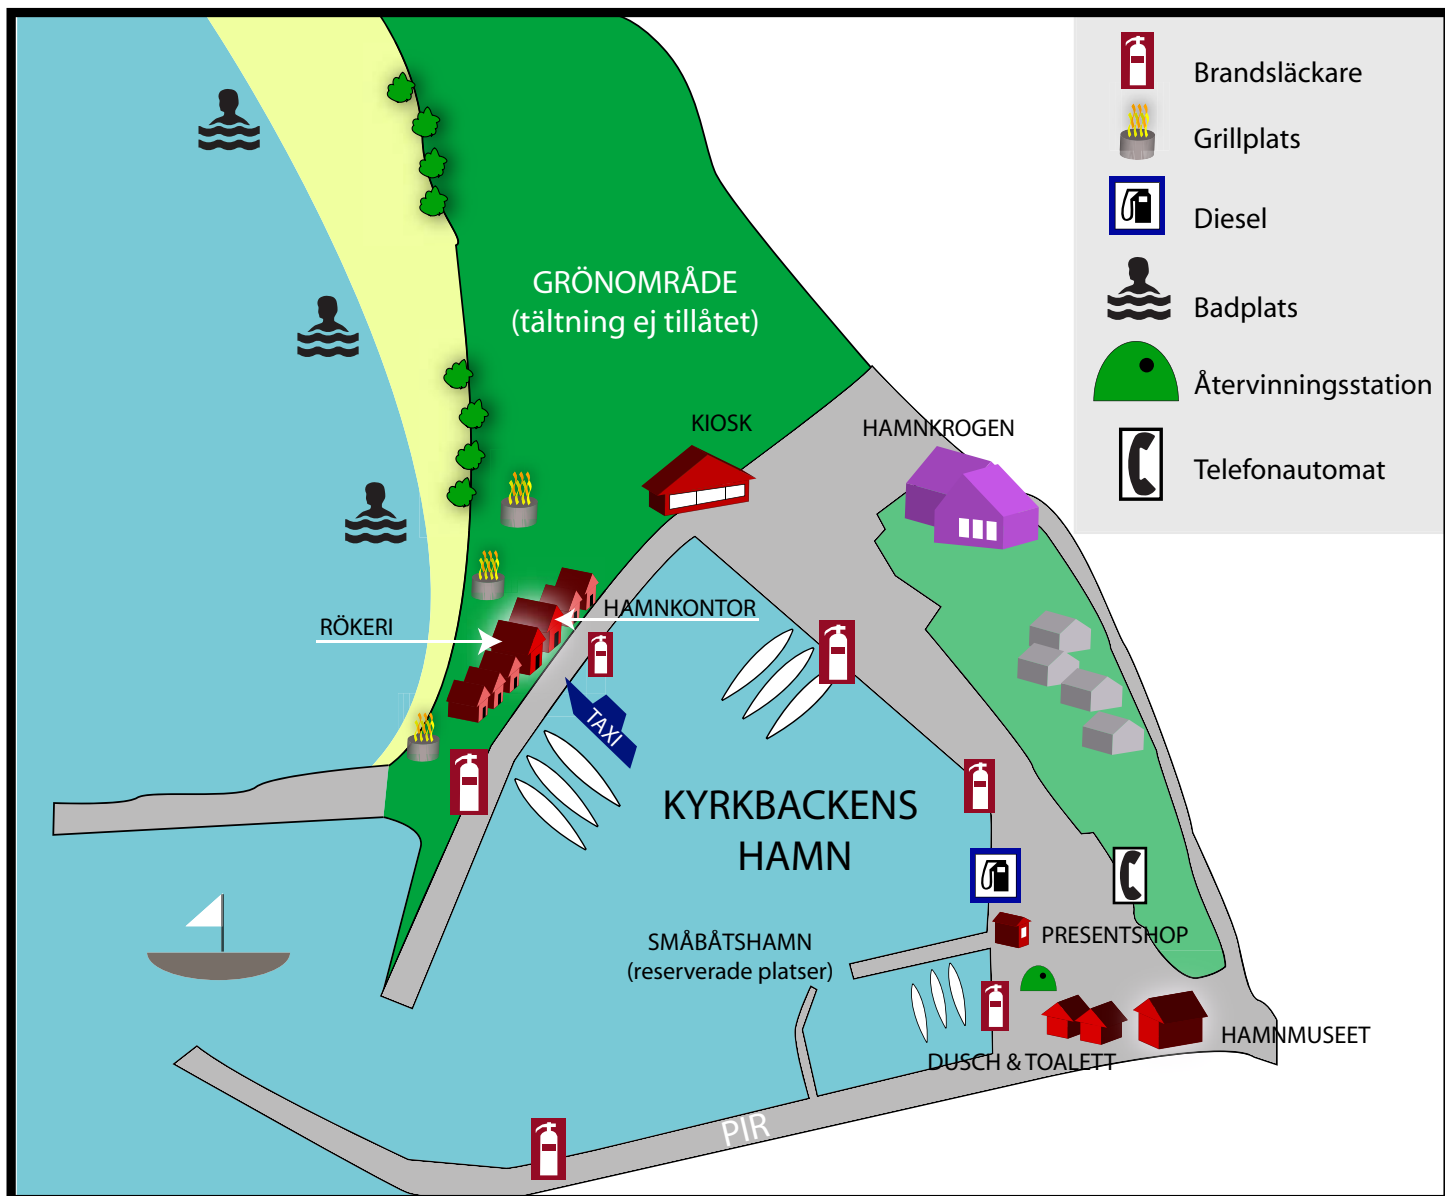 Brandsläckare
Grillplats
Diesel
Badplats
Återvinningsstation
Telefonautomat
GRÖNOMRÅDE
(tältning ej tillåtet)
KIOSK
HAMNKROGEN
HAMNKONTOR
RÖKERI
TAXI
KYRKBACKENS
HAMN
SMÅBÅTSHAMN
(reserverade platser)
PRESENTSHOP
HAMNMUSEET
DUSCH & TOALETT
PIR